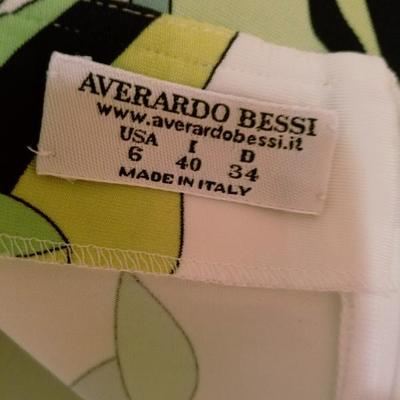 AVERARDO BESSI
www.averardobessi.it
USA I D
6 40 34
MADE IN ITALY